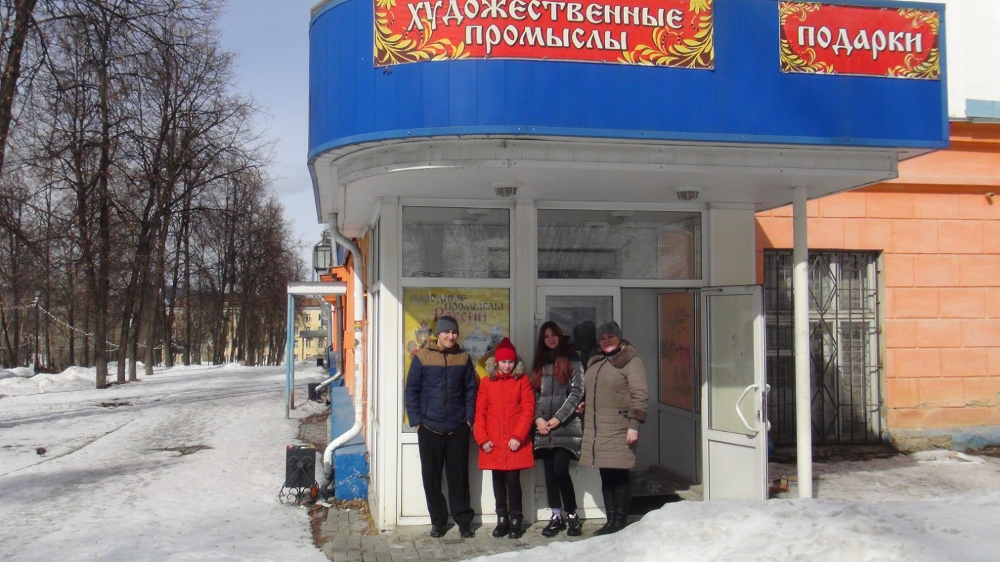 ХУДОЖЕСТВЕННЫЕ
ПРОМЫСЛЫ
ПОДАРКИ
НАРОДНЫЕ
ПРОМЫСЛЫ
РОССИИ